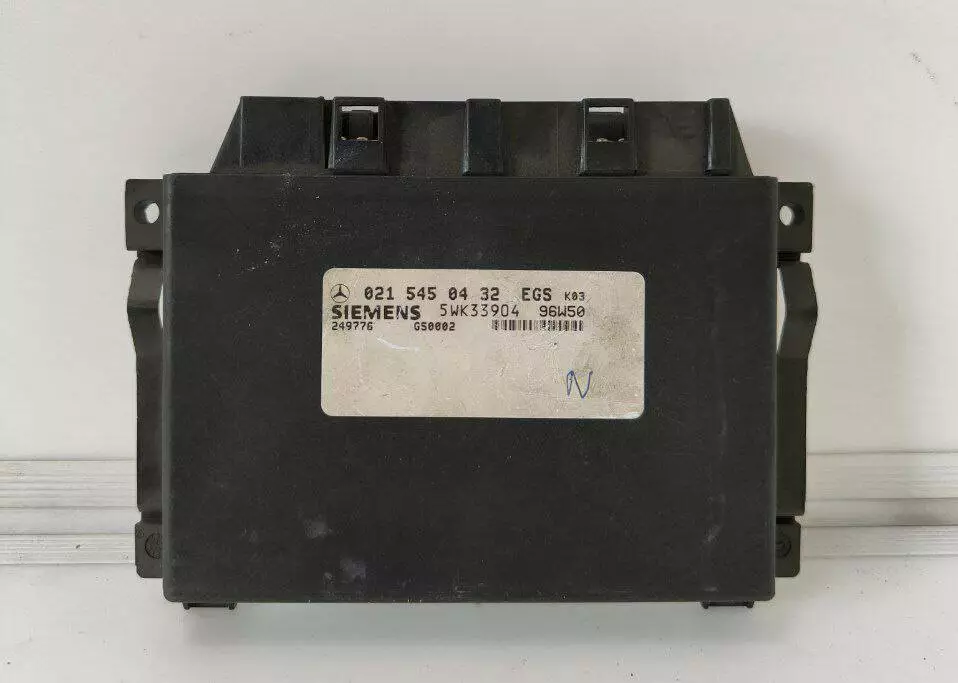 021 545 04 32 EGS K03
SIEMENS 5WK33904 96W50
249776 GS0002
N